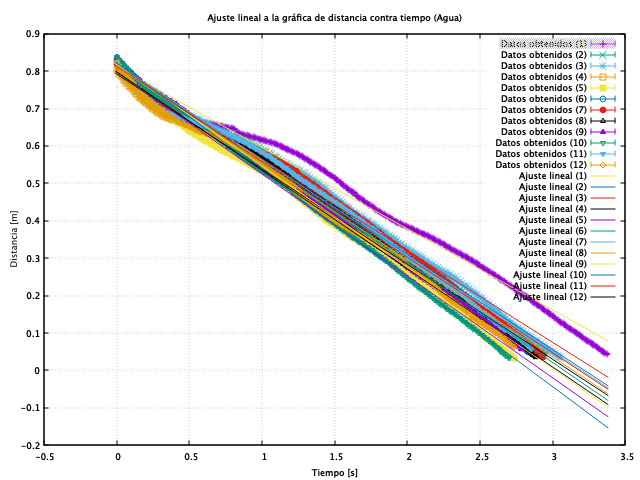 Ajuste lineal a la gráfica de distancia contra tiempo (Agua)
0.9
0.8
0.7
0.6
0.5
0.4
0.3
0.2
0.1
0
-0.1
-0.2
Distancia [m]
-0.5
0
0.5
1
1.5
2
2.5
3
3.5
Tiempo [s]
Datos obtenidos (1)
Datos obtenidos (2)
Datos obtenidos (3)
Datos obtenidos (4)
Datos obtenidos (5)
Datos obtenidos (6)
Datos obtenidos (7)
Datos obtenidos (8)
Datos obtenidos (9)
Datos obtenidos (10)
Datos obtenidos (11)
Datos obtenidos (12)
Ajuste lineal (1)
Ajuste lineal (2)
Ajuste lineal (3)
Ajuste lineal (4)
Ajuste lineal (5)
Ajuste lineal (6)
Ajuste lineal (7)
Ajuste lineal (8)
Ajuste lineal (9)
Ajuste lineal (10)
Ajuste lineal (11)
Ajuste lineal (12)